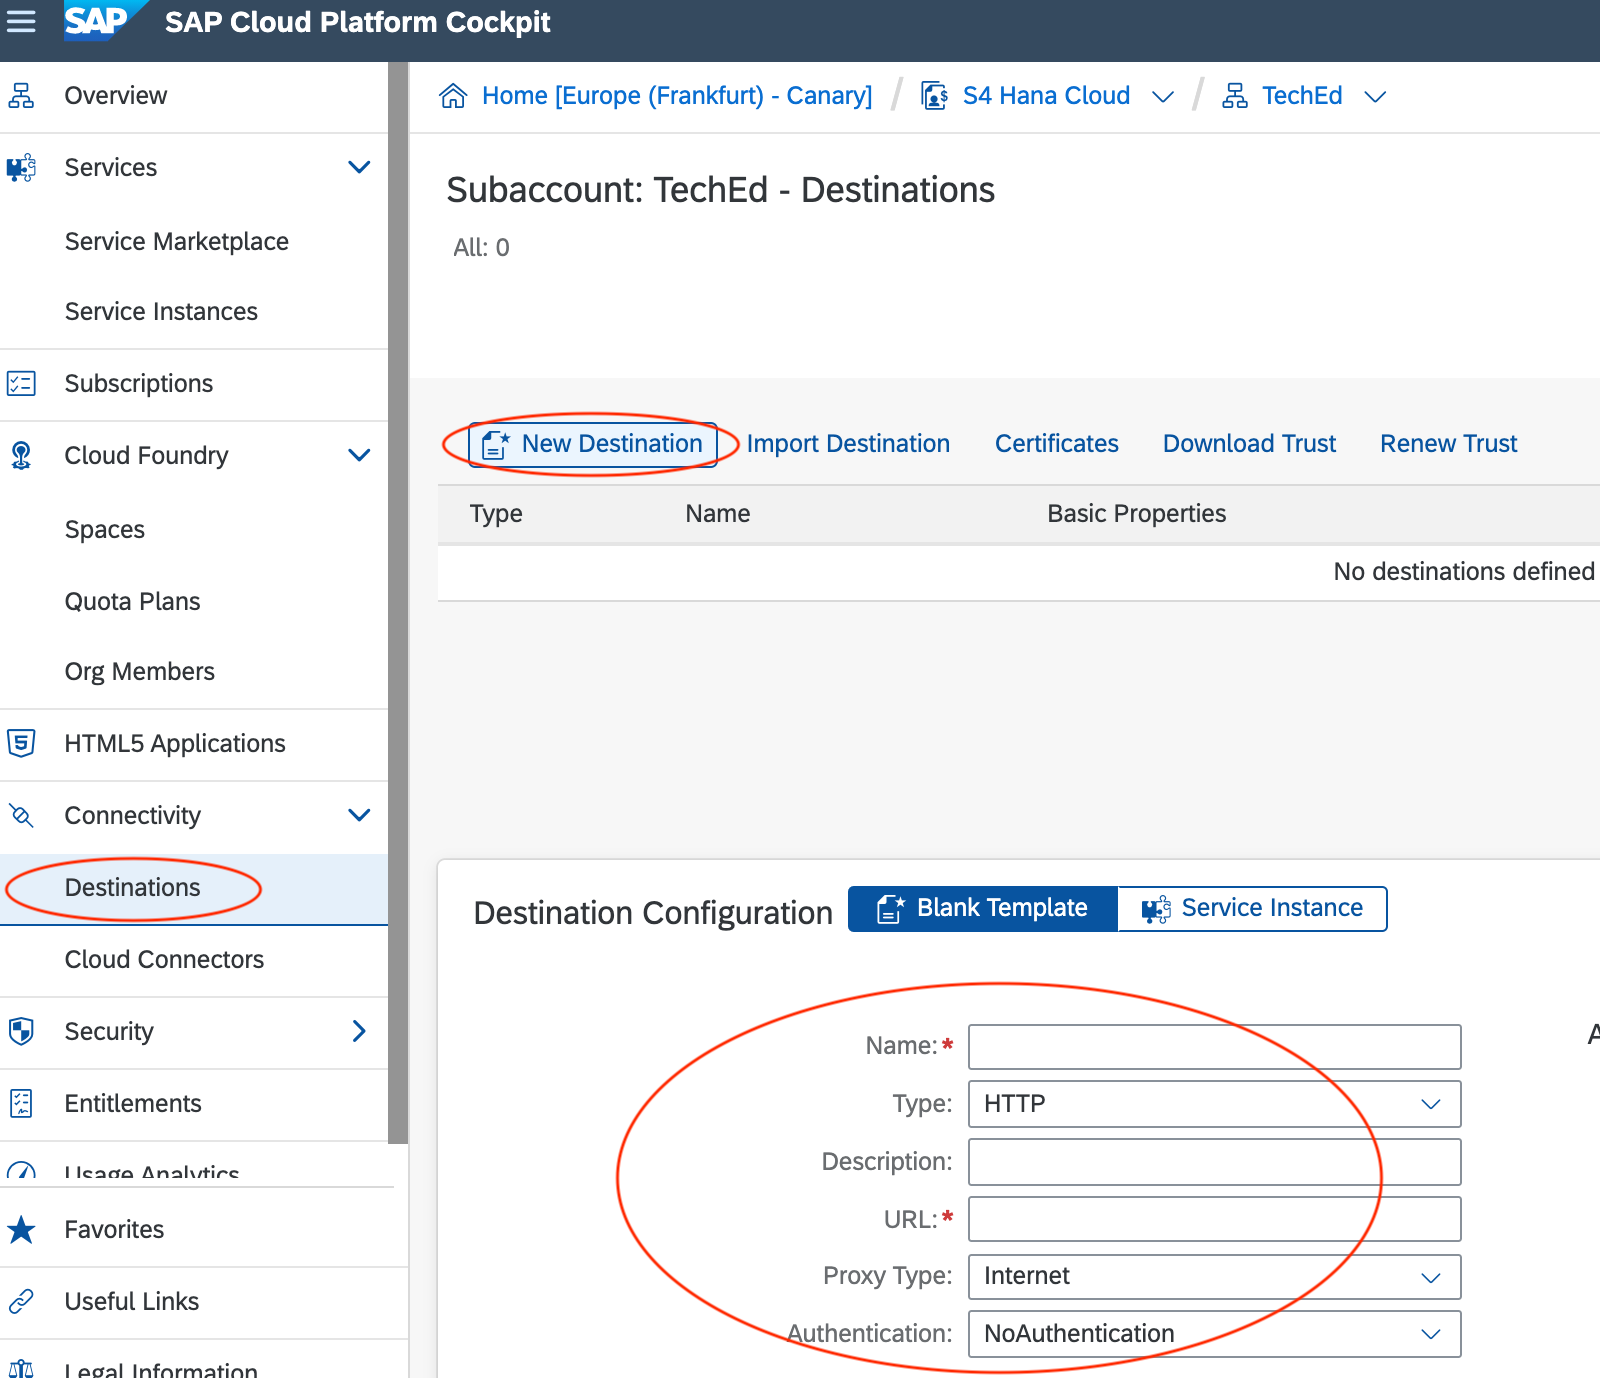 SAP SAP Cloud Platform Cockpit
Overview
Services
Service Marketplace
Service Instances
Subscriptions
Cloud Foundry
Spaces
Quota Plans
Org Members
HTML5 Applications
Connectivity
Destinations
Cloud Connectors
Security
Entitlements
Usage Analytics
Favorites
Useful Links
Legal Information
Home [Europe (Frankfurt) - Canary] / S4 Hana Cloud / TechEd
Subaccount: TechEd - Destinations
All: 0
New Destination Import Destination Certificates Download Trust Renew Trust
Type Name Basic Properties
No destinations defined
Destination Configuration Blank Template Service Instance
Name:*
Type: HTTP
Description:
URL:*
Proxy Type: Internet
Authentication: NoAuthentication